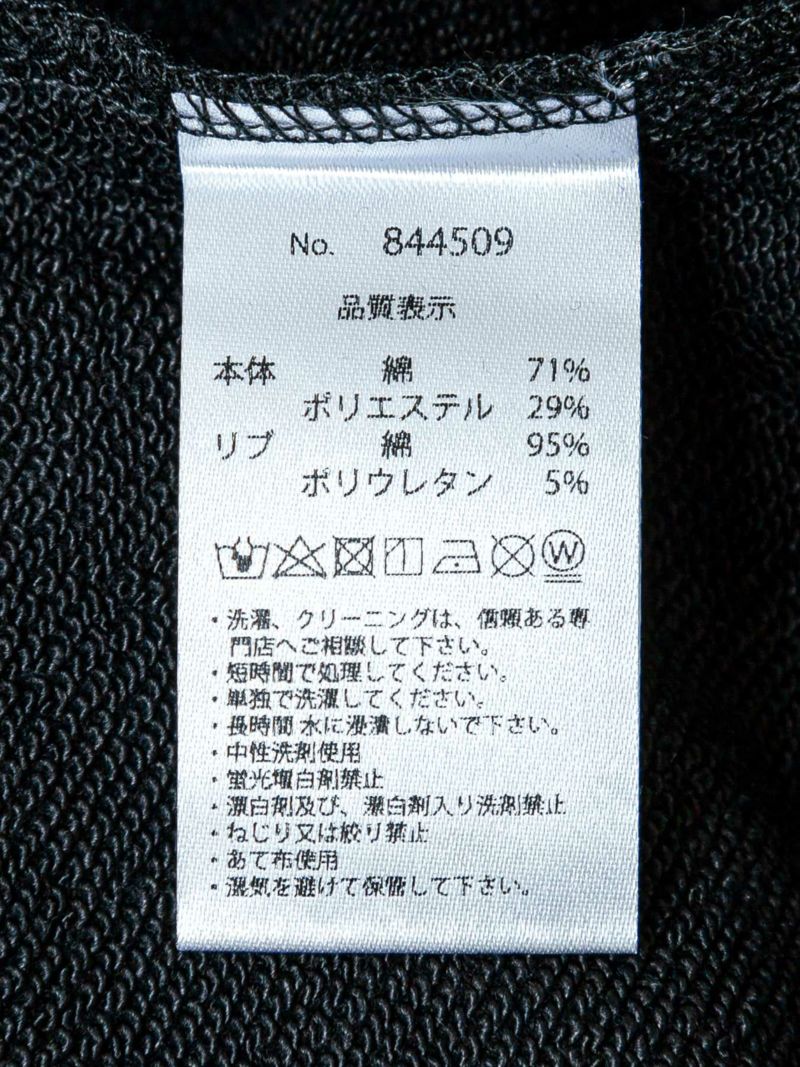 No. 844509
品質表示
本体 綿 71%
ポリエステル 29%
リブ 綿 95%
ポリウレタン 5%
W
・洗濯、クリーニングは、信頼ある専
門店へご相談して下さい。
・短時間で処理してください。
・単独で洗濯してください。
・長時間 水に浸漬しないで下さい。
・中性洗剤使用
・蛍光増白剤禁止
・漂白剤及び、漂白剤入り洗剤禁止
・ねじり又は絞り禁止
・あて布使用
・湿気を避けて保管して下さい。